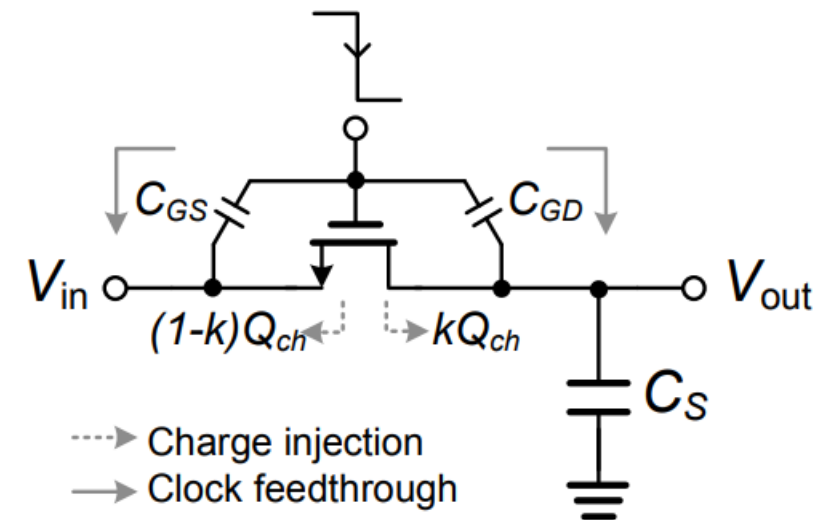 C_GS
C_GD
V_in
V_out
(1-k)Q_ch
kQ_ch
C_S
Charge injection
Clock feedthrough